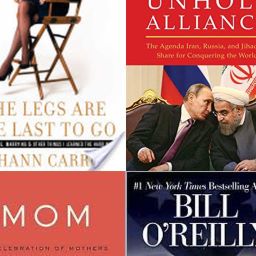 HE LEGS ARE
E LAST TO GO
HANN CARR
UNHOL
ALLIANC
The Agenda Iran, Russia, and Jihad
Share for Conquering the World
MOM
CELEBRATION OF MOTHERS
#1 New York Times Bestselling A
BILL
O'REILLY